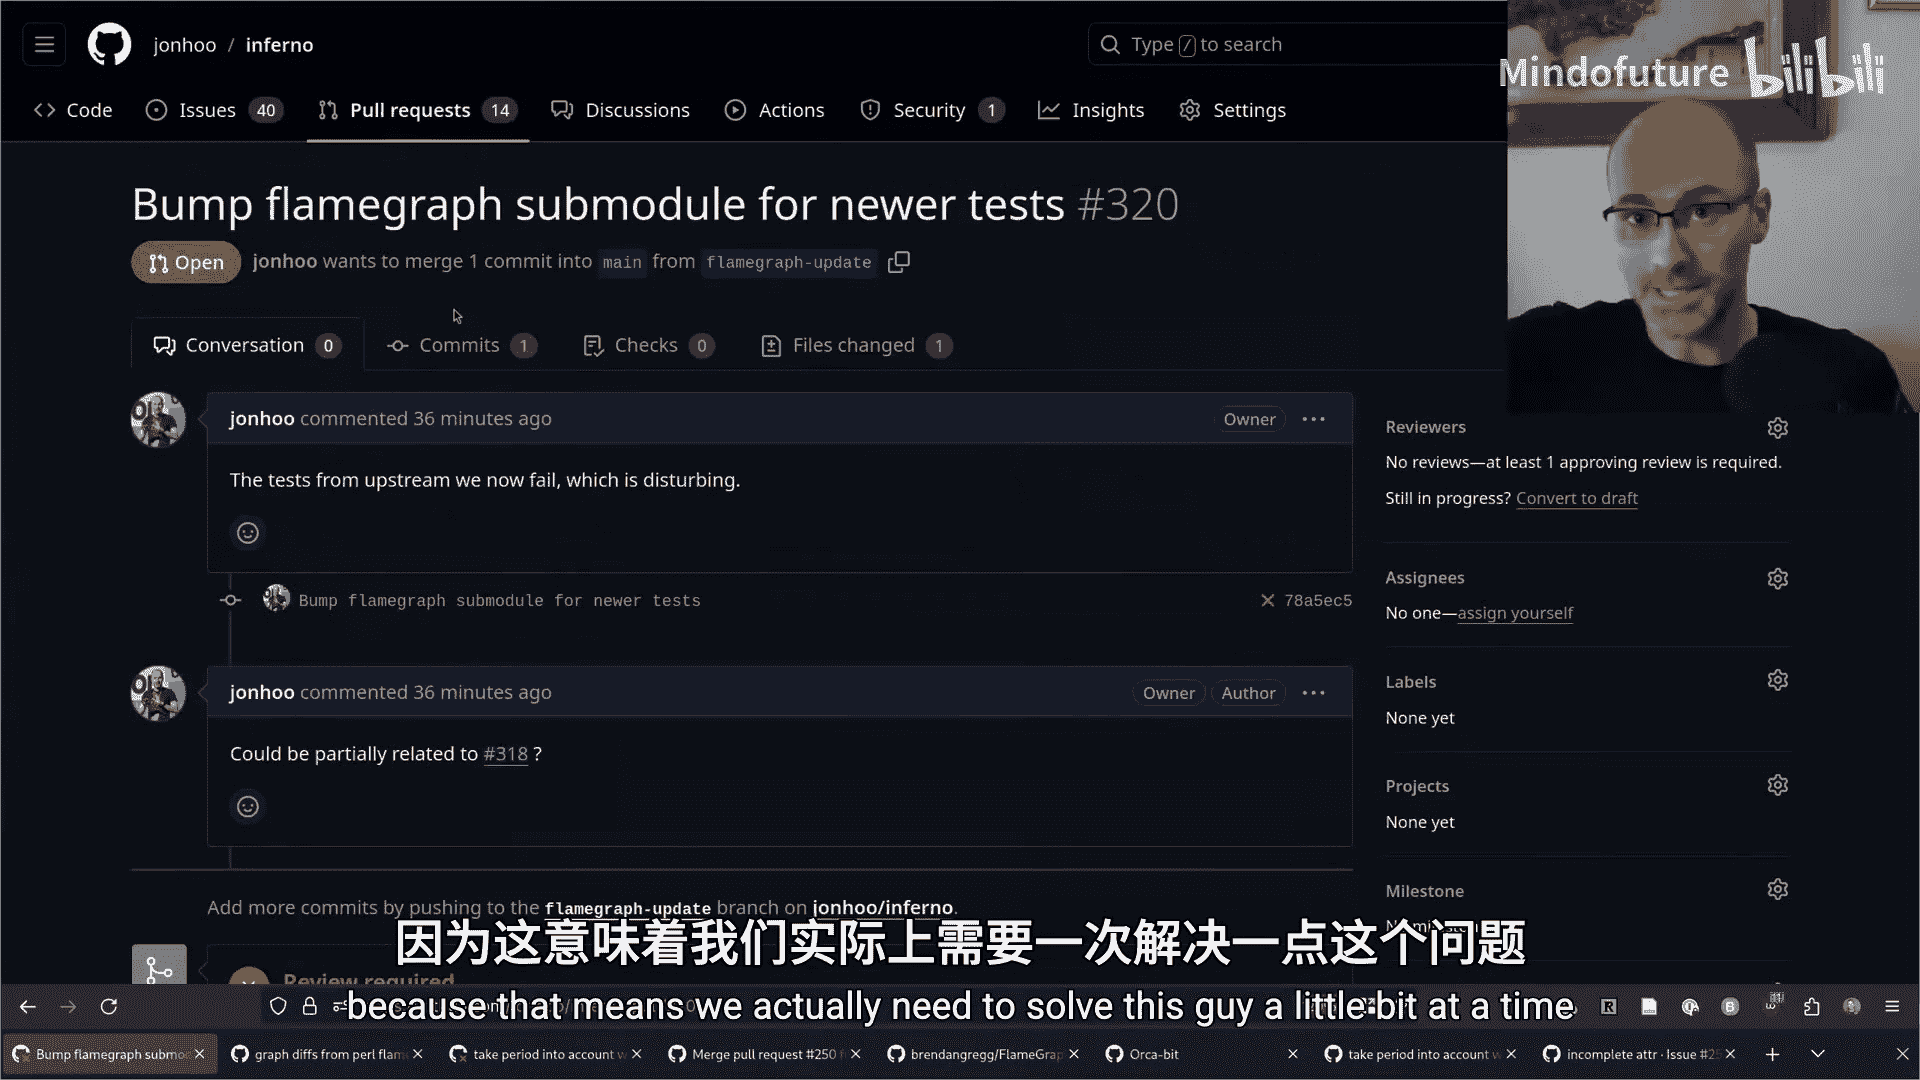 jonhoo / inferno
Type / to search
Mindofuture bilibili
Code
Issues 40
Pull requests 14
Discussions
Actions
Security 1
Insights
Settings
Bump flamegraph submodule for newer tests #320
Open
jonhoo wants to merge 1 commit into main from flamegraph-update
Conversation 0
Commits 1
Checks 0
Files changed 1
jonhoo commented 36 minutes ago
Owner
The tests from upstream we now fail, which is disturbing.
Bump flamegraph submodule for newer tests
78a5ec5
jonhoo commented 36 minutes ago
Owner
Author
Could be partially related to #318 ?
Add more commits by pushing to the flamegraph-update branch on jonhoo/inferno.
Review required
Reviewers
No reviews—at least 1 approving review is required.
Still in progress? Convert to draft
Assignees
No one—assign yourself
Labels
None yet
Projects
None yet
Milestone
因为这意味着我们实际上需要一次解决一点这个问题
because that means we actually need to solve this guy a little bit at a time
Bump flamegraph submo
graph diffs from perl flam
take period into account w
Merge pull request #250 f
brendangregg/FlameGrap
Orca-bit
take period into account w
incomplete attr · Issue #25